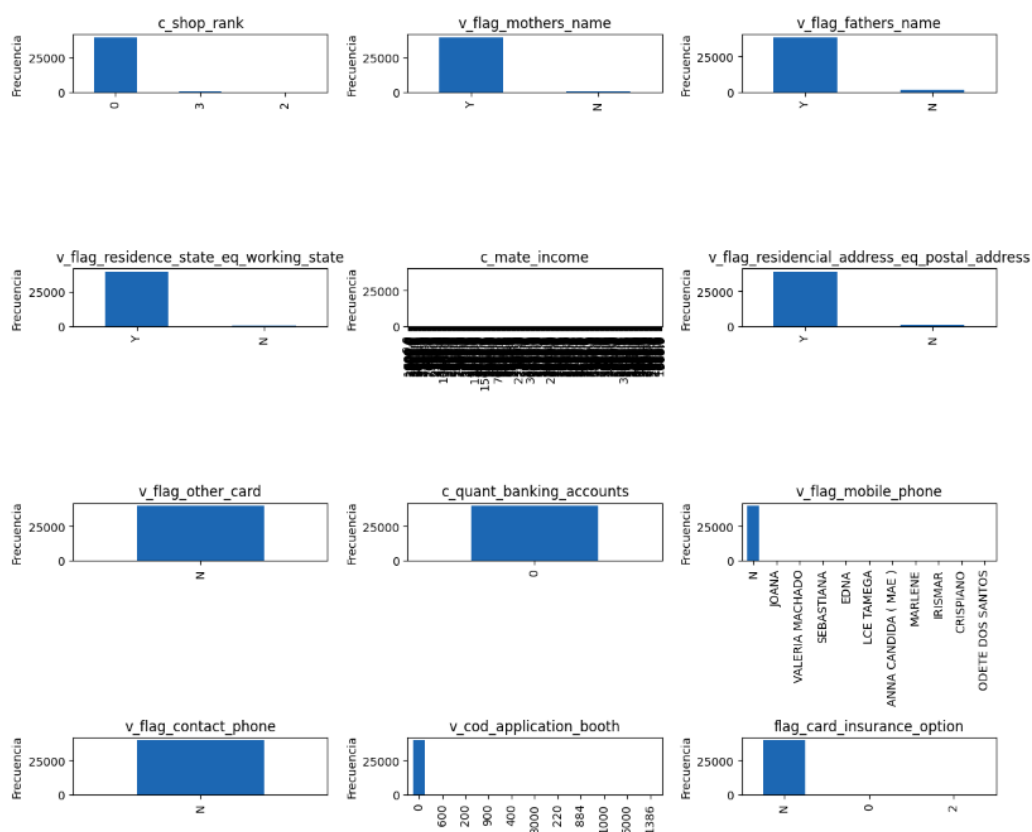 c_shop_rank
Frecuencia
25000
0
0
3
2
v_flag_mothers_name
Frecuencia
25000
0
Y
N
v_flag_fathers_name
Frecuencia
25000
0
Y
N
v_flag_residence_state_eq_working_state
Frecuencia
25000
0
Y
N
c_mate_income
Frecuencia
25000
0
v_flag_residencial_address_eq_postal_address
Frecuencia
25000
0
Y
N
v_flag_other_card
Frecuencia
25000
0
N
c_quant_banking_accounts
Frecuencia
25000
0
0
v_flag_mobile_phone
Frecuencia
25000
0
N
JOANA
VALERIA MACHADO
SEBASTIANA
EDNA
LCE TAMEGA
ANNA CANDIDA ( MAE )
MARLENE
IRISMAR
CRISPIANO
ODETE DOS SANTOS
v_flag_contact_phone
Frecuencia
25000
0
N
v_cod_application_booth
Frecuencia
25000
0
0
600
200
900
400
220
884
1000
1386
flag_card_insurance_option
Frecuencia
25000
0
N
0
2